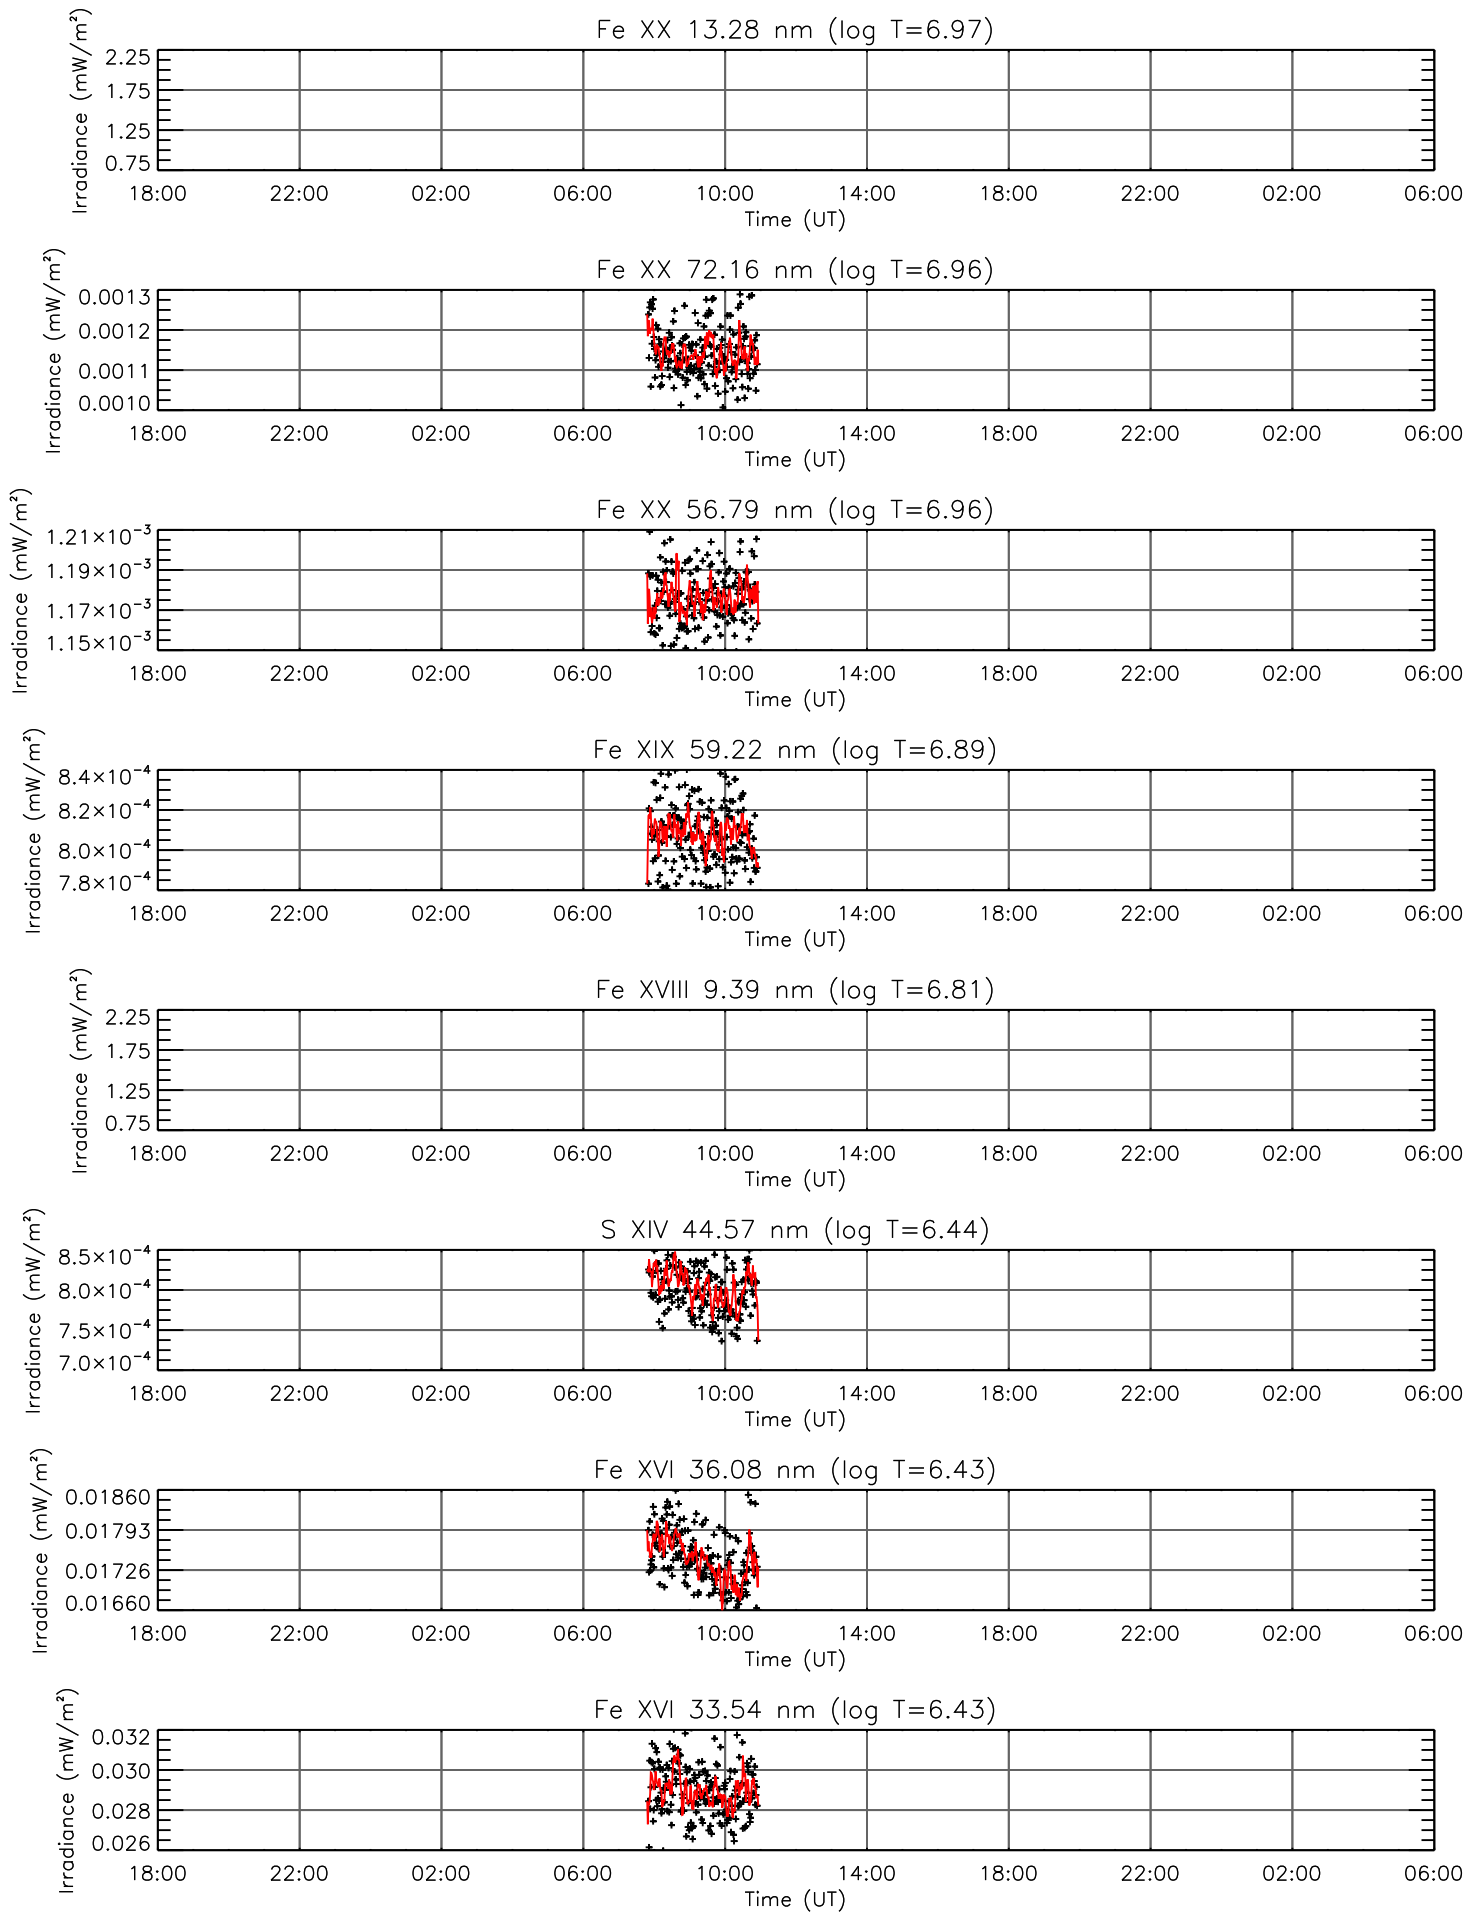 Fe XX 13.28 nm (log T=6.97)
Irradiance (mW/m²)
2.25
1.75
1.25
0.75
18:00 22:00 02:00 06:00 10:00 14:00 18:00 22:00 02:00 06:00
Time (UT)
Fe XX 72.16 nm (log T=6.96)
Irradiance (mW/m²)
0.0013
0.0012
0.0011
0.0010
18:00 22:00 02:00 06:00 10:00 14:00 18:00 22:00 02:00 06:00
Time (UT)
Fe XX 56.79 nm (log T=6.96)
Irradiance (mW/m²)
1.21×10⁻³
1.19×10⁻³
1.17×10⁻³
1.15×10⁻³
18:00 22:00 02:00 06:00 10:00 14:00 18:00 22:00 02:00 06:00
Time (UT)
Fe XIX 59.22 nm (log T=6.89)
Irradiance (mW/m²)
8.4×10⁻⁴
8.2×10⁻⁴
8.0×10⁻⁴
7.8×10⁻⁴
18:00 22:00 02:00 06:00 10:00 14:00 18:00 22:00 02:00 06:00
Time (UT)
Fe XVIII 9.39 nm (log T=6.81)
Irradiance (mW/m²)
2.25
1.75
1.25
0.75
18:00 22:00 02:00 06:00 10:00 14:00 18:00 22:00 02:00 06:00
Time (UT)
S XIV 44.57 nm (log T=6.44)
Irradiance (mW/m²)
8.5×10⁻⁴
8.0×10⁻⁴
7.5×10⁻⁴
7.0×10⁻⁴
18:00 22:00 02:00 06:00 10:00 14:00 18:00 22:00 02:00 06:00
Time (UT)
Fe XVI 36.08 nm (log T=6.43)
Irradiance (mW/m²)
0.01860
0.01793
0.01726
0.01660
18:00 22:00 02:00 06:00 10:00 14:00 18:00 22:00 02:00 06:00
Time (UT)
Fe XVI 33.54 nm (log T=6.43)
Irradiance (mW/m²)
0.032
0.030
0.028
0.026
18:00 22:00 02:00 06:00 10:00 14:00 18:00 22:00 02:00 06:00
Time (UT)